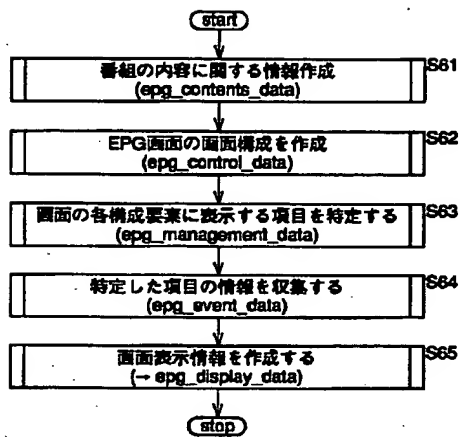 start
番組の内容に関する情報作成
(epg_contents_data)
S61
EPG画面の画面構成を作成
(epg_control_data)
S62
画面の各構成要素に表示する項目を特定する
(epg_management_data)
S63
特定した項目の情報を収集する
(epg_event_data)
S64
画面表示情報を作成する
(→ epg_display_data)
S65
stop